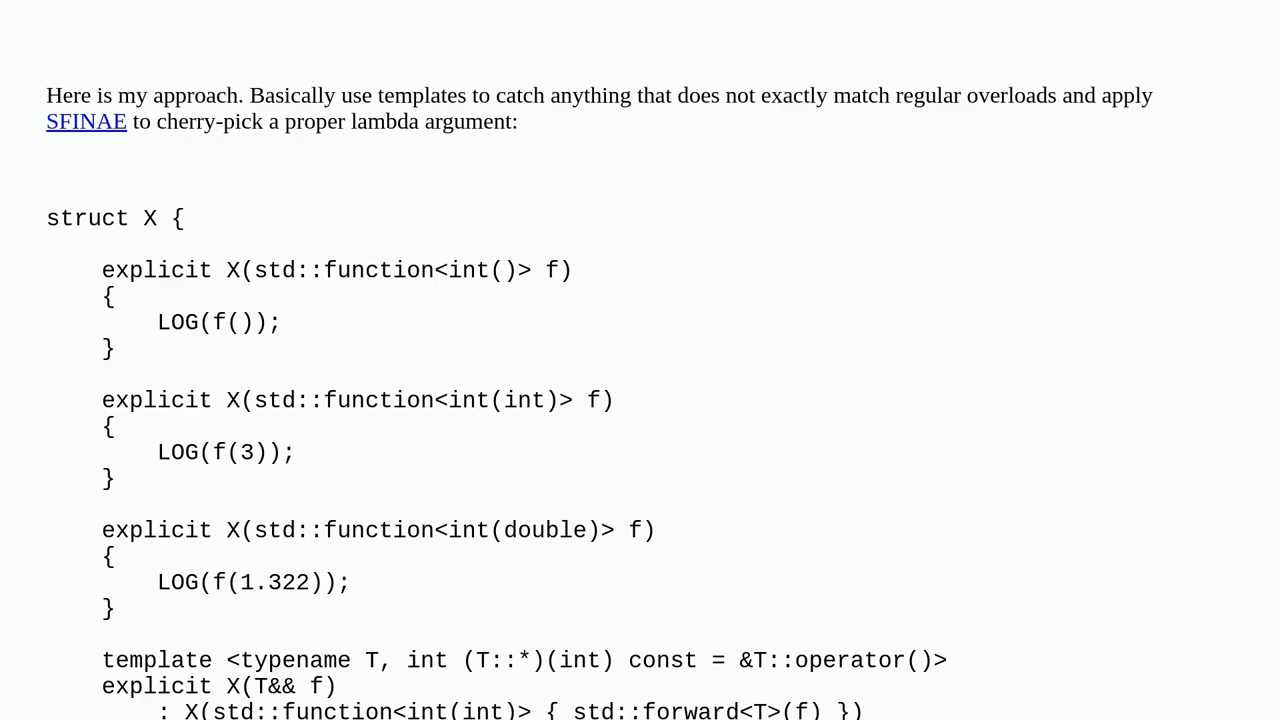 Here is my approach. Basically use templates to catch anything that does not exactly match regular overloads and apply
SFINAE to cherry-pick a proper lambda argument:
struct X {
    explicit X(std::function<int()> f)
    {
        LOG(f());
    }
    explicit X(std::function<int(int)> f)
    {
        LOG(f(3));
    }
    explicit X(std::function<int(double)> f)
    {
        LOG(f(1.322));
    }
    template <typename T, int (T::*)(int) const = &T::operator()>
    explicit X(T&& f)
        : X(std::function<int(int)> { std::forward<T>(f) })